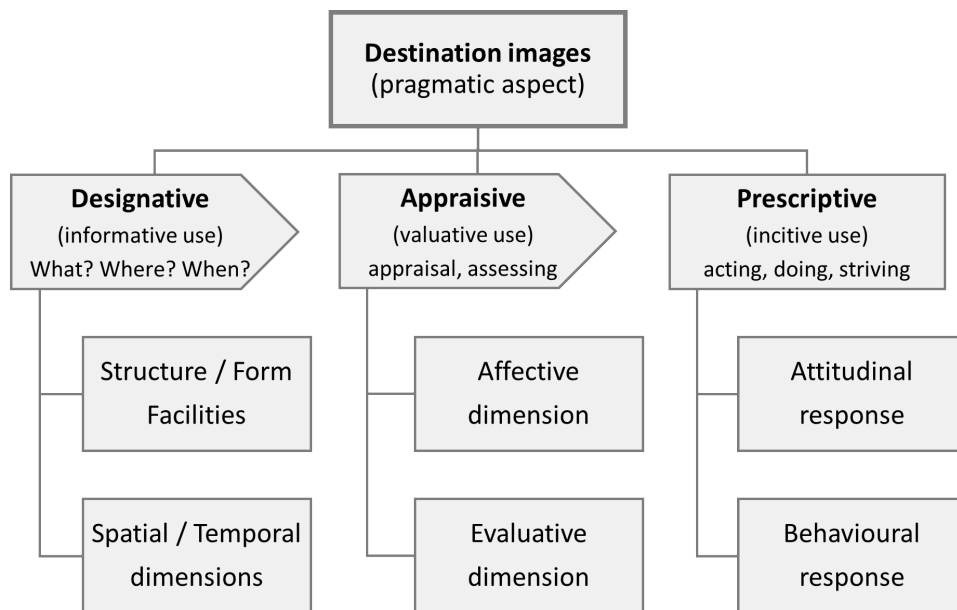 Destination images
(pragmatic aspect)
Designative
(informative use)
What? Where? When?
Appraisive
(valuative use)
appraisal, assessing
Prescriptive
(incitive use)
acting, doing, striving
Structure / Form
Facilities
Affective
dimension
Attitudinal
response
Spatial / Temporal
dimensions
Evaluative
dimension
Behavioural
response